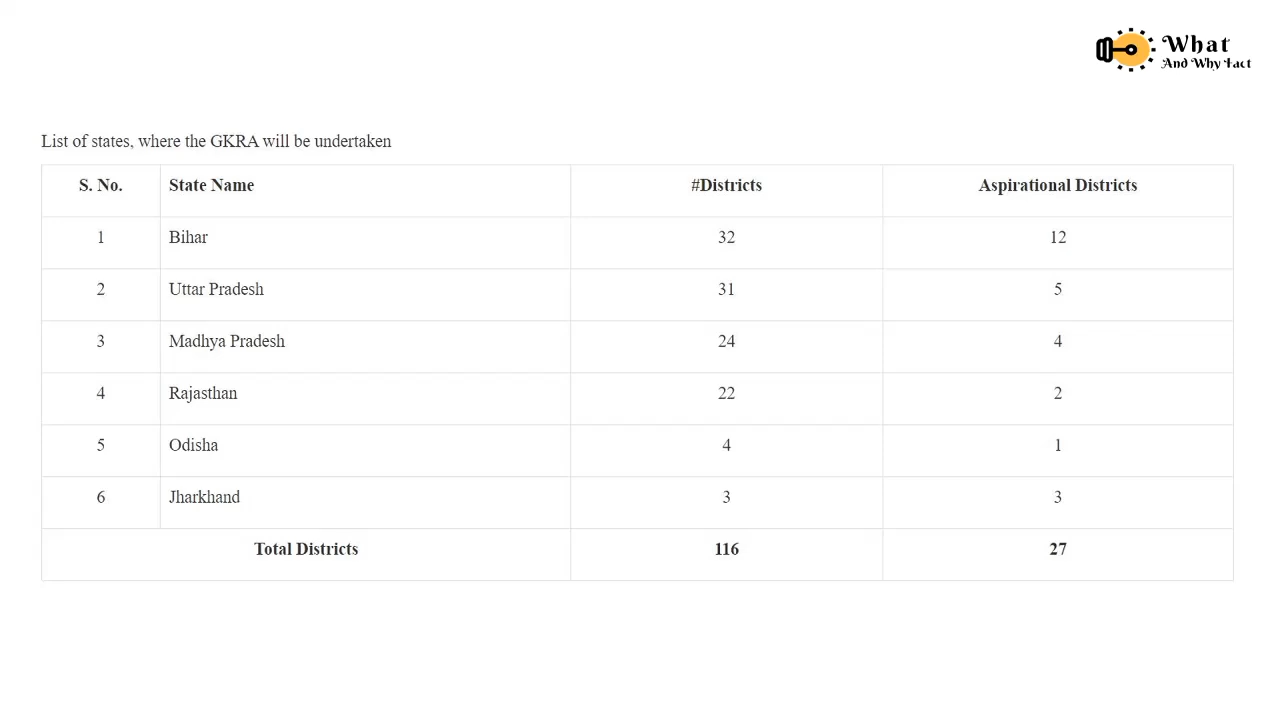 What
And Why Fact
List of states, where the GKRA will be undertaken
S. No. State Name #Districts Aspirational Districts
1 Bihar 32 12
2 Uttar Pradesh 31 5
3 Madhya Pradesh 24 4
4 Rajasthan 22 2
5 Odisha 4 1
6 Jharkhand 3 3
Total Districts 116 27